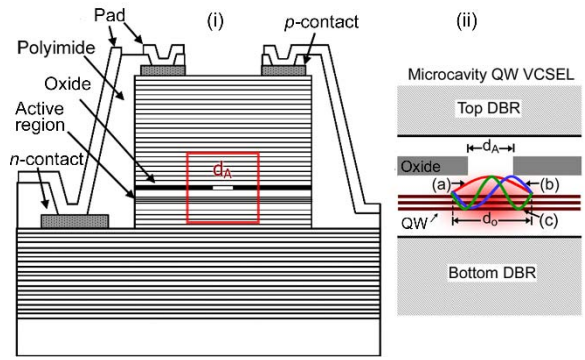 (i)
Pad
p-contact
Polyimide
Oxide
Active
region
n-contact
dA
(ii)
Microcavity QW VCSEL
Top DBR
dA
Oxide
(a)
(b)
QW
do
(c)
Bottom DBR